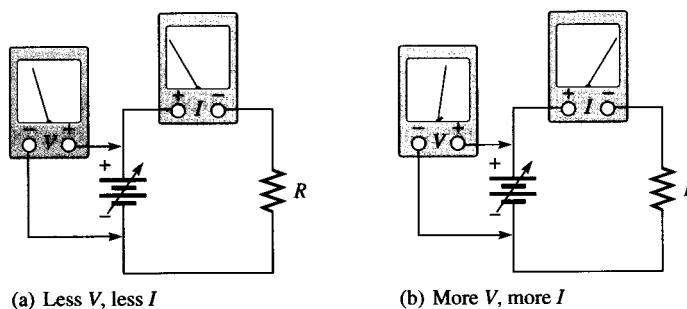 + I −
− V +
+
−
R
(a) Less V, less I
+ I −
− V +
+
−
(b) More V, more I